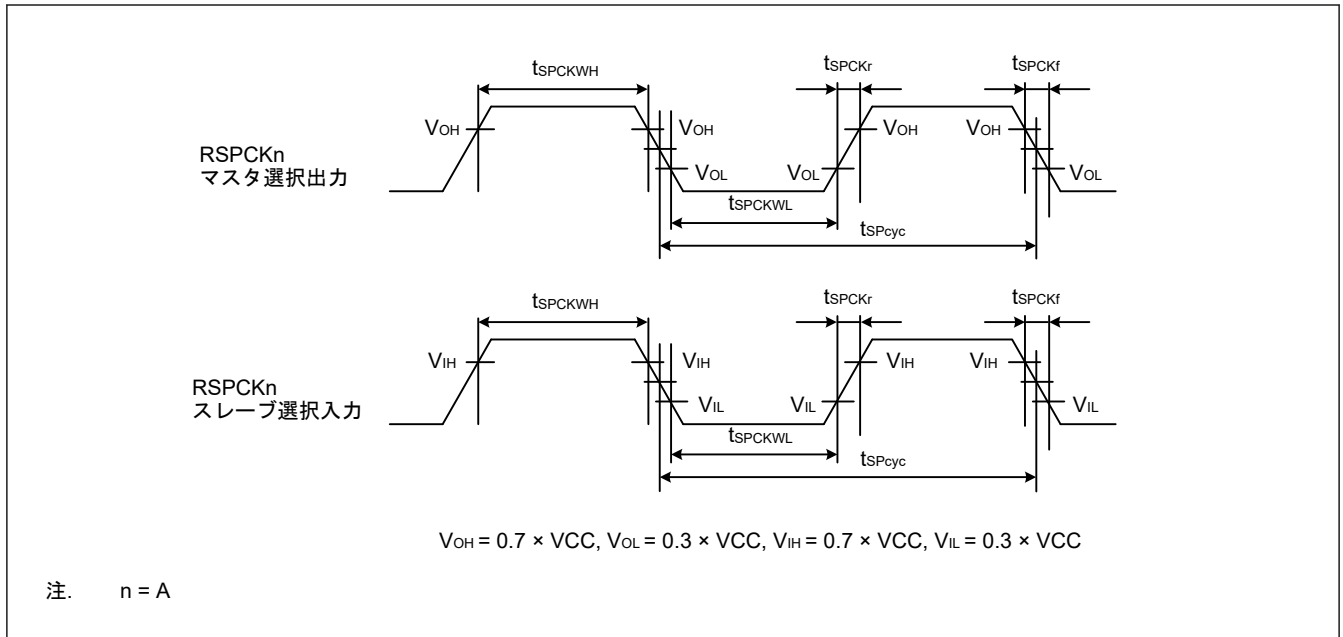 tSPCKWH tSPCKr tSPCKf
VOH VOH VOH VOH
RSPCKn
マスタ選択出力
VOL VOL VOL
tSPCKWL
tSPcyc
tSPCKWH tSPCKr tSPCKf
VIH VIH VIH VIH
RSPCKn
スレーブ選択入力
VIL VIL VIL
tSPCKWL
tSPcyc
VOH = 0.7 × VCC, VOL = 0.3 × VCC, VIH = 0.7 × VCC, VIL = 0.3 × VCC
注. n = A